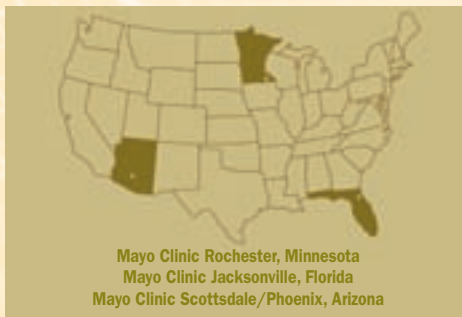 Mayo Clinic Rochester, Minnesota
Mayo Clinic Jacksonville, Florida
Mayo Clinic Scottsdale/Phoenix, Arizona